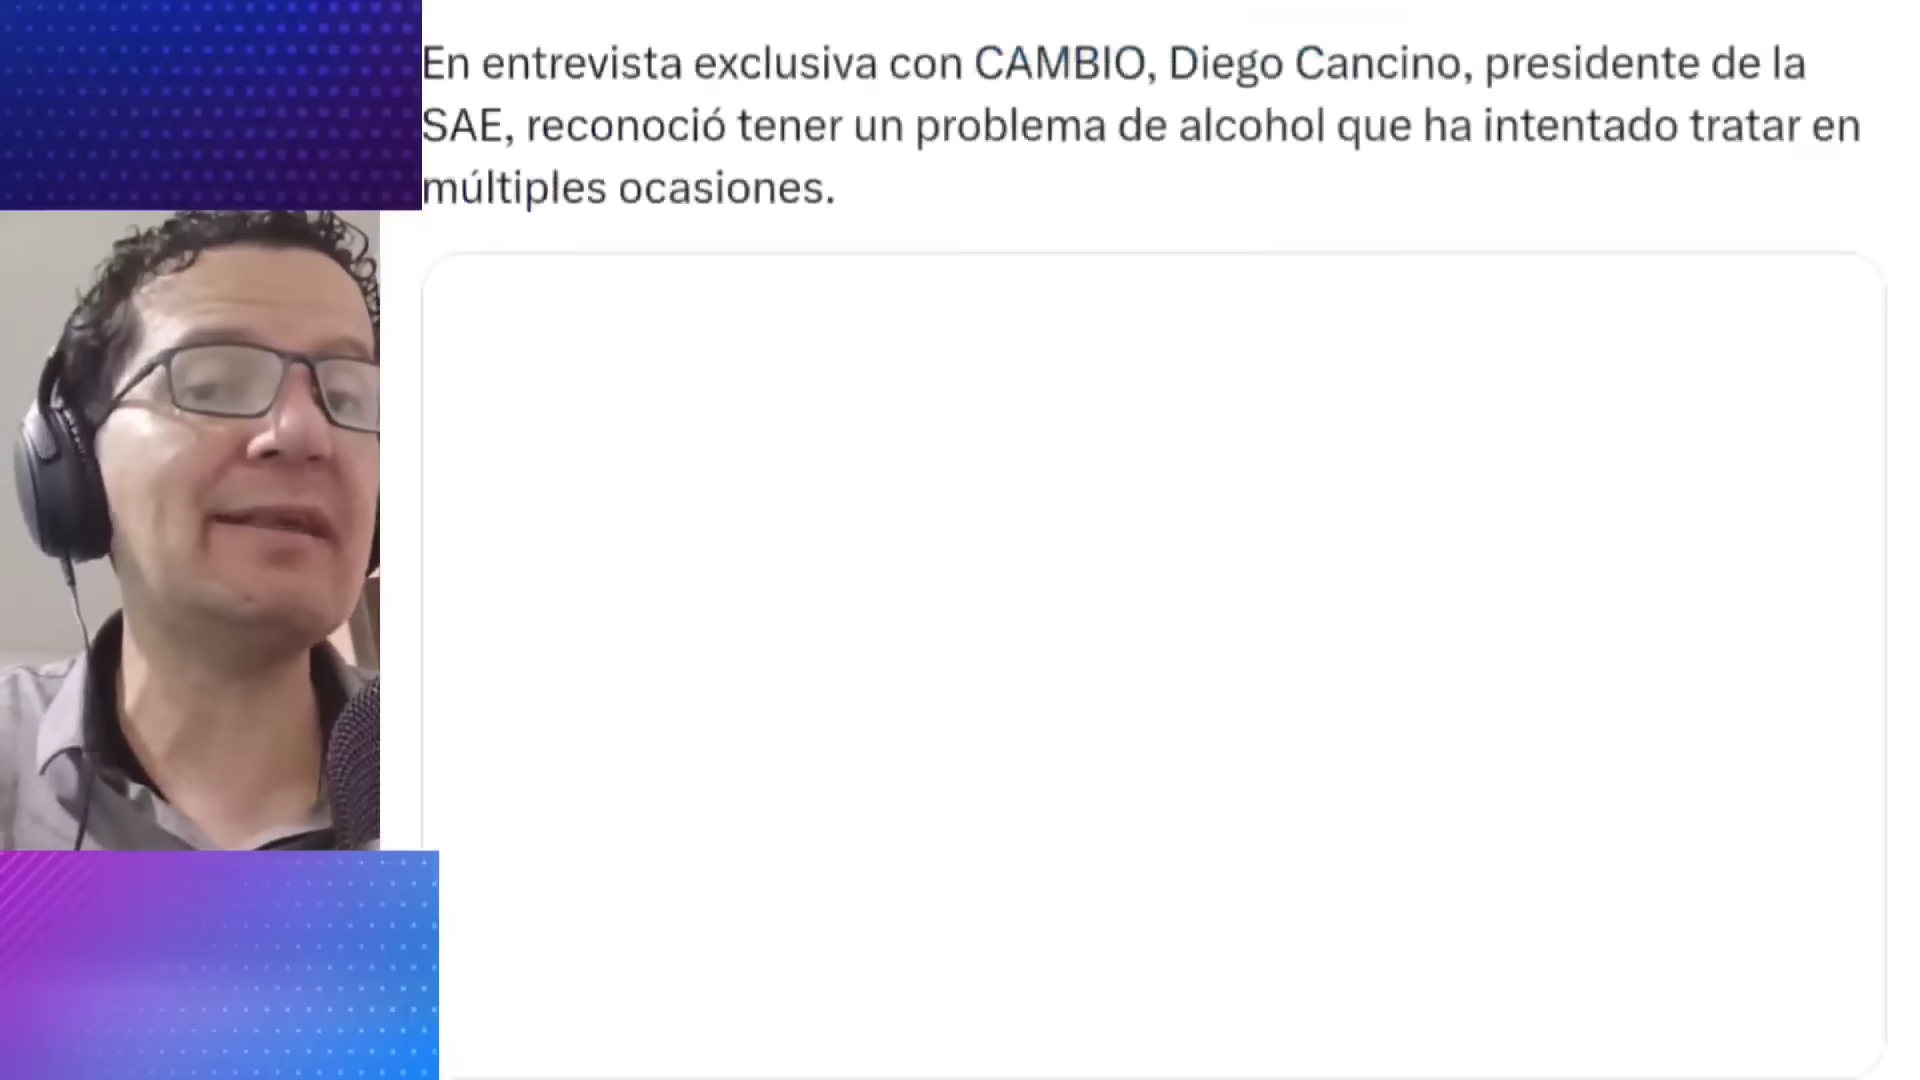 En entrevista exclusiva con CAMBIO, Diego Cancino, presidente de la
SAE, reconoció tener un problema de alcohol que ha intentado tratar en
múltiples ocasiones.